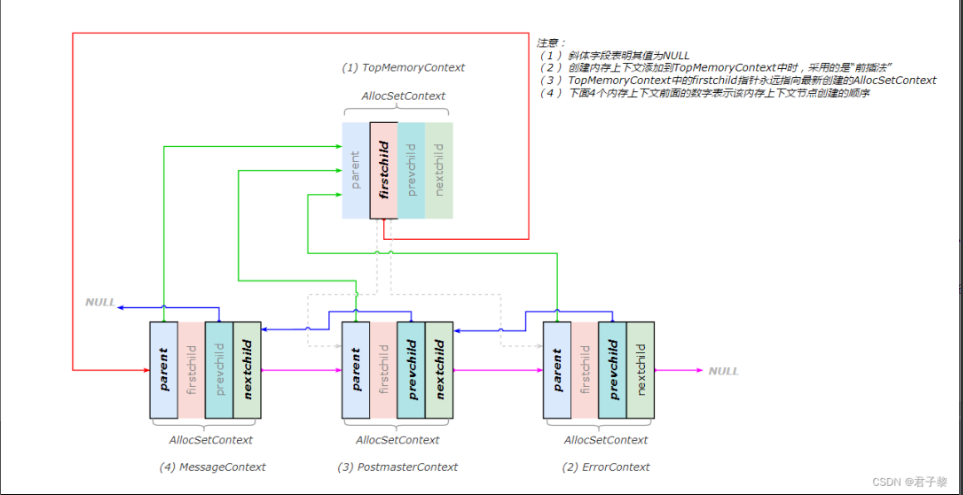 注意：
（1） 斜体字段表明其值为NULL
（2） 创建内存上下文添加到TopMemoryContext中时，采用的是“前插法”
（3） TopMemoryContext中的firstchild指针永远指向最新创建的AllocSetContext
（4） 下面4个内存上下文前面的数字表示该内存上下文节点创建的顺序
(1) TopMemoryContext
AllocSetContext
parent
firstchild
prevchild
nextchild
NULL
parent
firstchild
prevchild
nextchild
parent
firstchild
prevchild
nextchild
parent
firstchild
prevchild
nextchild
NULL
AllocSetContext
AllocSetContext
AllocSetContext
(4) MessageContext
(3) PostmasterContext
(2) ErrorContext
CSDN @君子黎